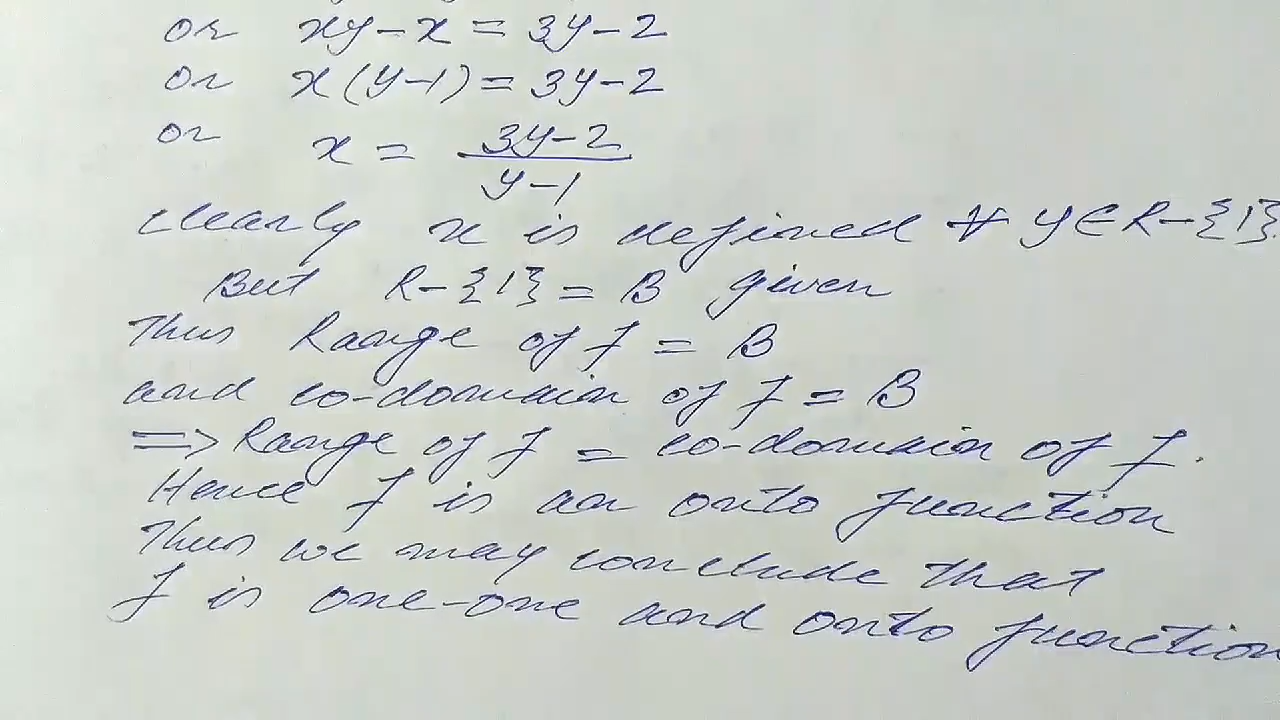 or xy-x = 3y-2
or x(y-1) = 3y-2
or x = 3y-2 / y-1
clearly x is defined ∀ y∈R-{1}.
But R-{1} = B given
Thus Range of f = B
and co-domain of f = B
⇒ Range of f = co-domain of f.
Hence f is an onto function
Thus we may conclude that
f is one-one and onto function